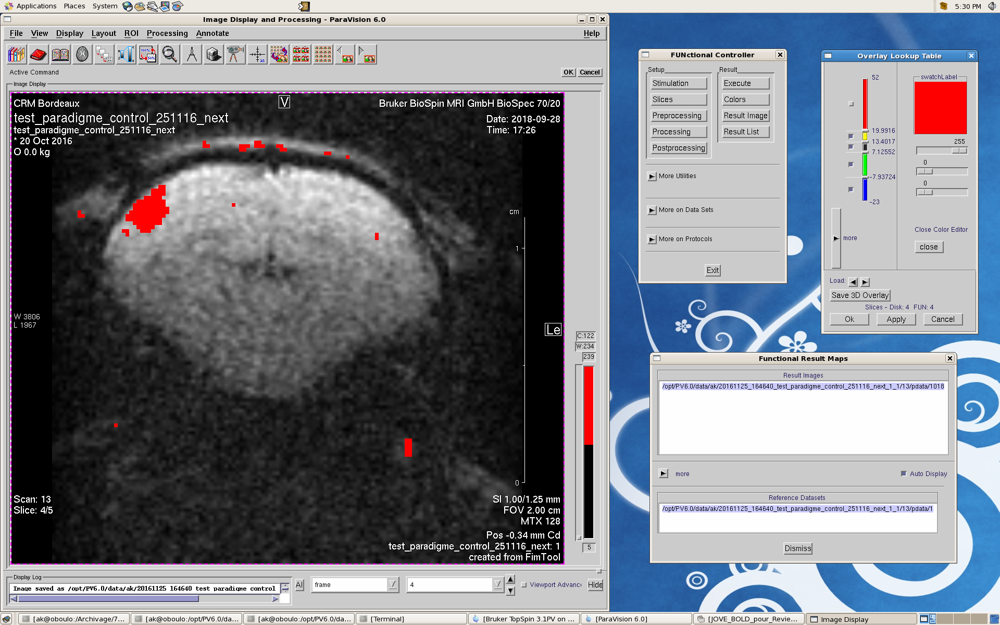 Applications Places System
5:30 PM
Image Display and Processing - ParaVision 6.0
File View Display Layout ROI Processing Annotate Help
Active Command
OK Cancel
Image Display
CRM Bordeaux
test_paradigme_control_251116_next
test_paradigme_control_251116_next
* 20 Oct 2016
O 0.0 kg
V
Bruker BioSpin MRI GmbH BioSpec 70/20
Date: 2018-09-28
Time: 17:26
cm
1
0
W 3806
L 1967
Le
C:122
W:234
239
5
Scan: 13
Slice: 4/5
SI 1.00/1.25 mm
FOV 2.00 cm
MTX 128
Pos -0.34 mm Cd
test_paradigme_control_251116_next: 1
created from FimTool
Display Log
Image saved as /opt/PV6.0/data/ak/20161125_164640_test_paradigme_control
All
frame
4
Viewport Advanc
Hide
FUNctional Controller
Setup
Stimulation
Slices
Preprocessing
Processing
Postprocessing
Result
Execute
Colors
Result Image
Result List
More Utilities
More on Data Sets
More on Protocols
Exit
Overlay Lookup Table
52
19.9916
13.4017
7.12552
-7.93724
-23
more
swatchLabel
255
0
0
Close Color Editor
close
Load:
Save 3D Overlay
Slices - Disk: 4 FUN: 4
Ok Apply Cancel
Functional Result Maps
Result Images
/opt/PV6.0/data/ak/20161125_164640_test_paradigme_control_251116_next_1_1/13/pdata/1018
more
Auto Display
Reference Datasets
/opt/PV6.0/data/ak/20161125_164640_test_paradigme_control_251116_next_1_1/13/pdata/1
Dismiss
[ak@oboulo:/Archivage/7...
[ak@oboulo:/opt/PV6.0/da...
[ak@oboulo:/opt/PV6.0/da...
[Terminal]
[Bruker TopSpin 3.1PV on ...
[ParaVision 6.0]
[JOVE_BOLD_pour_Revie...
Image Display